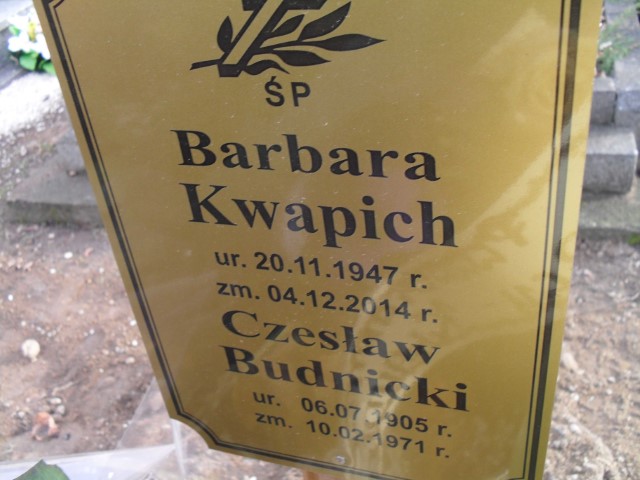 ŚP
Barbara
Kwapich
ur. 20.11.1947 r.
zm. 04.12.2014 r.
Czesław
Budnicki
ur. 06.07.1905 r.
zm. 10.02.1971 r.